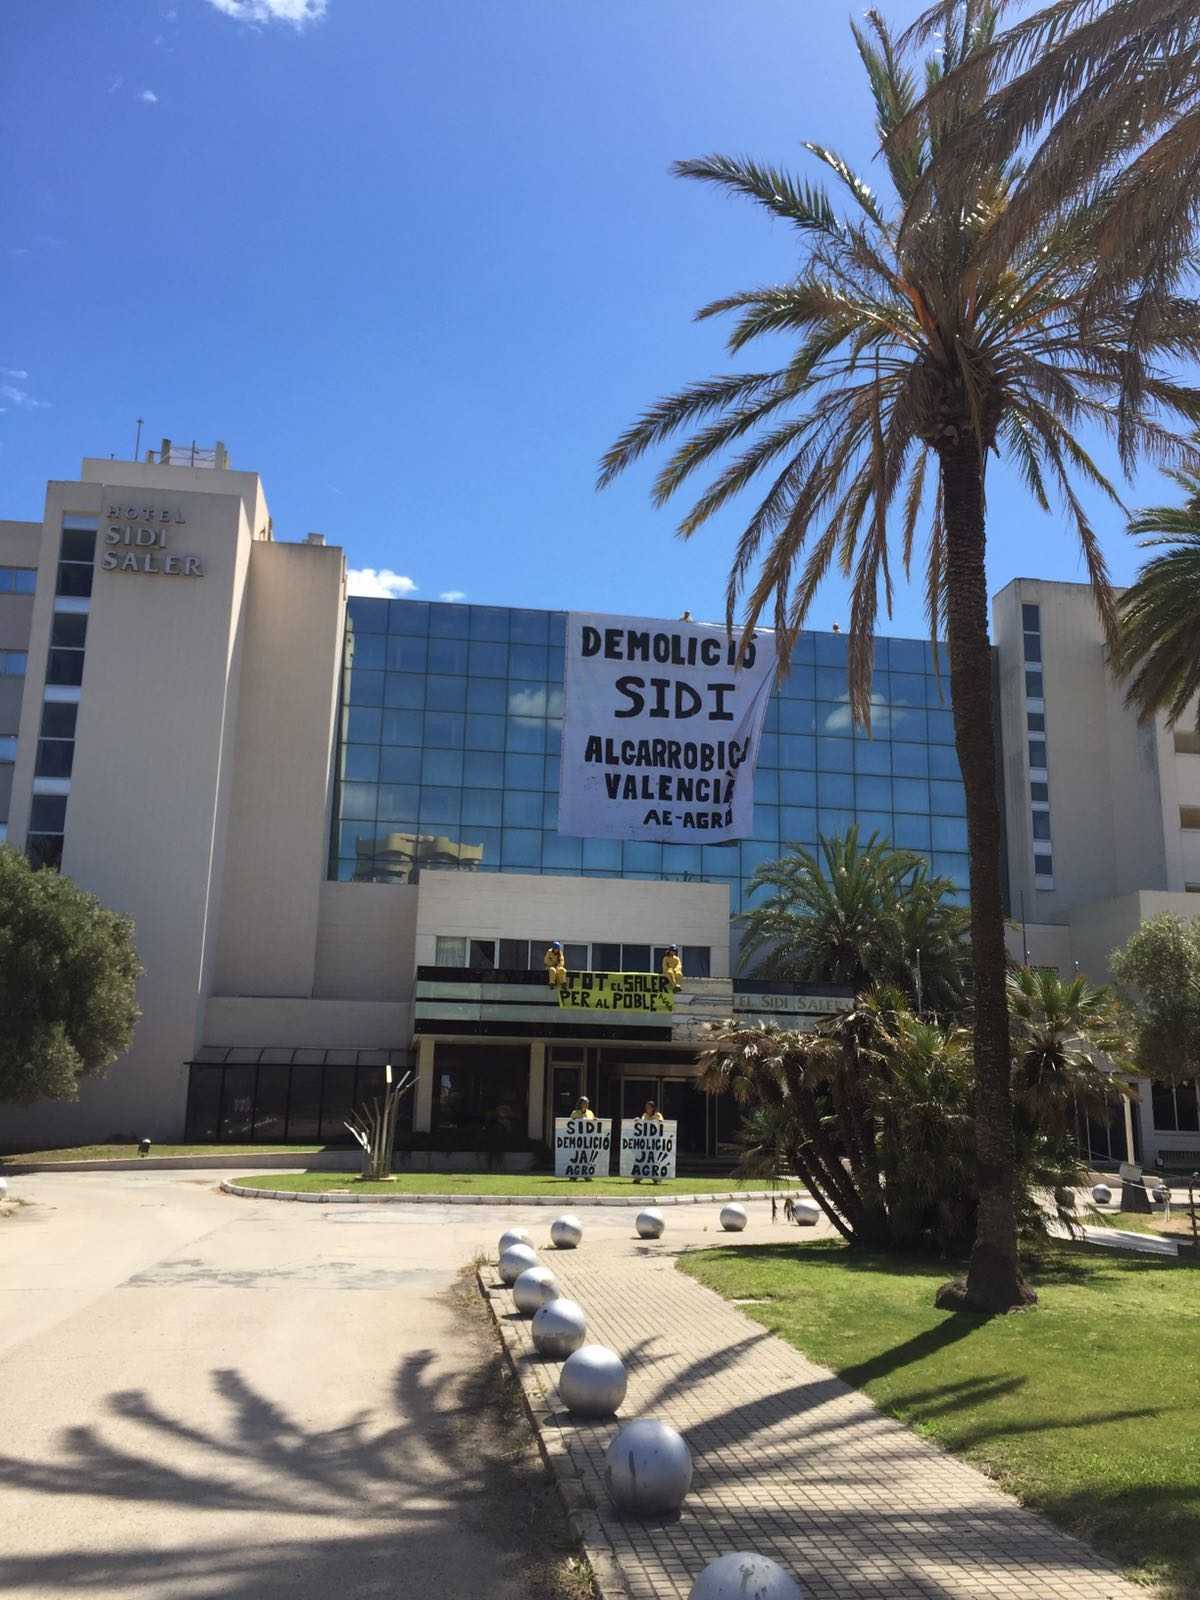 HOTEL
SIDI
SALER
DEMOLICIÓ
SIDI
ALGARROBICO
VALENCIÀ
AE-AGRÓ
TOT EL SALER
PER AL POBLE
EL SIDI SALER
SIDI
DEMOLICIÓ
JA!!
AGRÓ
SIDI
DEMOLICIÓ
JA!!
AGRÓ